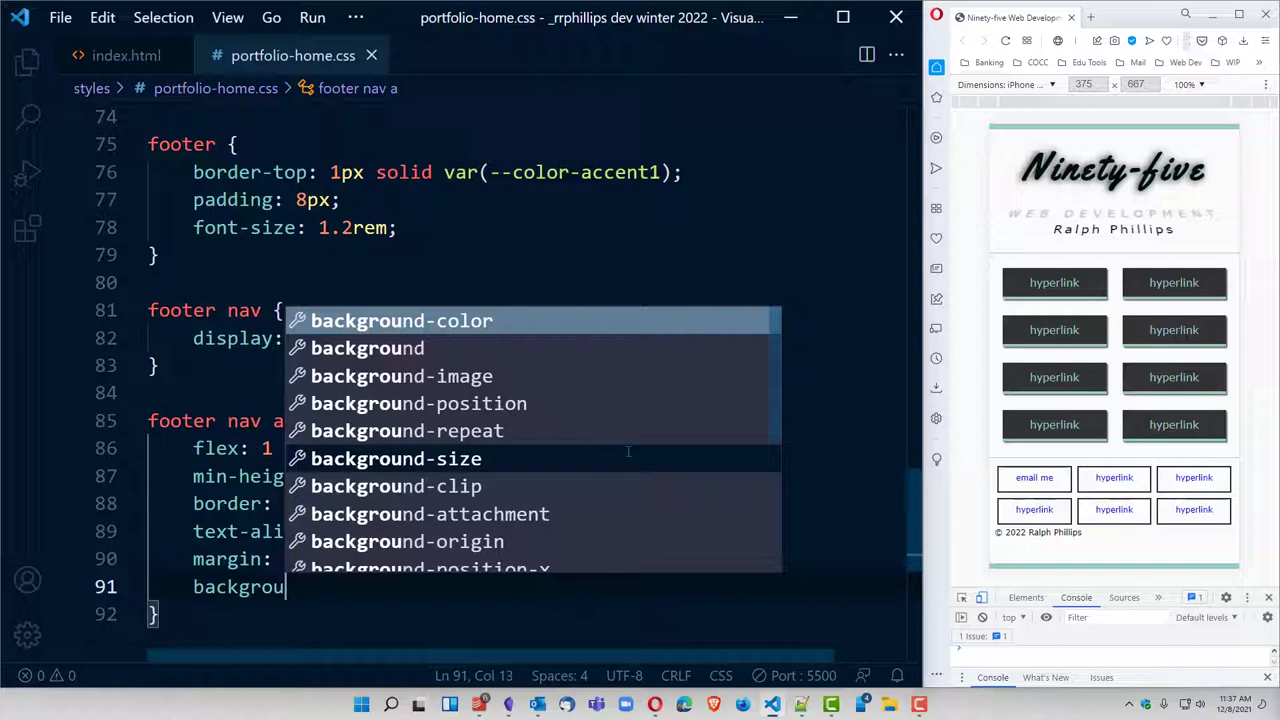 File Edit Selection View Go Run ··· portfolio-home.css - _rrphillips dev winter 2022 - Visua...
index.html # portfolio-home.css
styles > # portfolio-home.css > footer nav a
74
75 footer {
76 border-top: 1px solid var(--color-accent1);
77 padding: 8px;
78 font-size: 1.2rem;
79 }
80
81 footer nav {
82 display:
83 }
84
85 footer nav a
86 flex: 1
87 min-heig
88 border:
89 text-ali
90 margin:
91 backgrou
92 }
background-color
background
background-image
background-position
background-repeat
background-size
background-clip
background-attachment
background-origin
background-position-x
0 0 Ln 91, Col 13 Spaces: 4 UTF-8 CRLF CSS Port : 5500
Ninety-five Web Developm
Banking COCC Edu Tools Mail Web Dev WIP »
Dimensions: iPhone ... 375 x 667 100%
Ninety-five
WEB DEVELOPMENT
Ralph Phillips
hyperlink hyperlink
hyperlink hyperlink
hyperlink hyperlink
hyperlink hyperlink
email me hyperlink hyperlink
hyperlink hyperlink hyperlink
© 2022 Ralph Phillips
Elements Console Sources » 1
top Filter Default levels
1 Issue: 1
Console What's New Issues
6 4
11:37 AM
12/8/2021